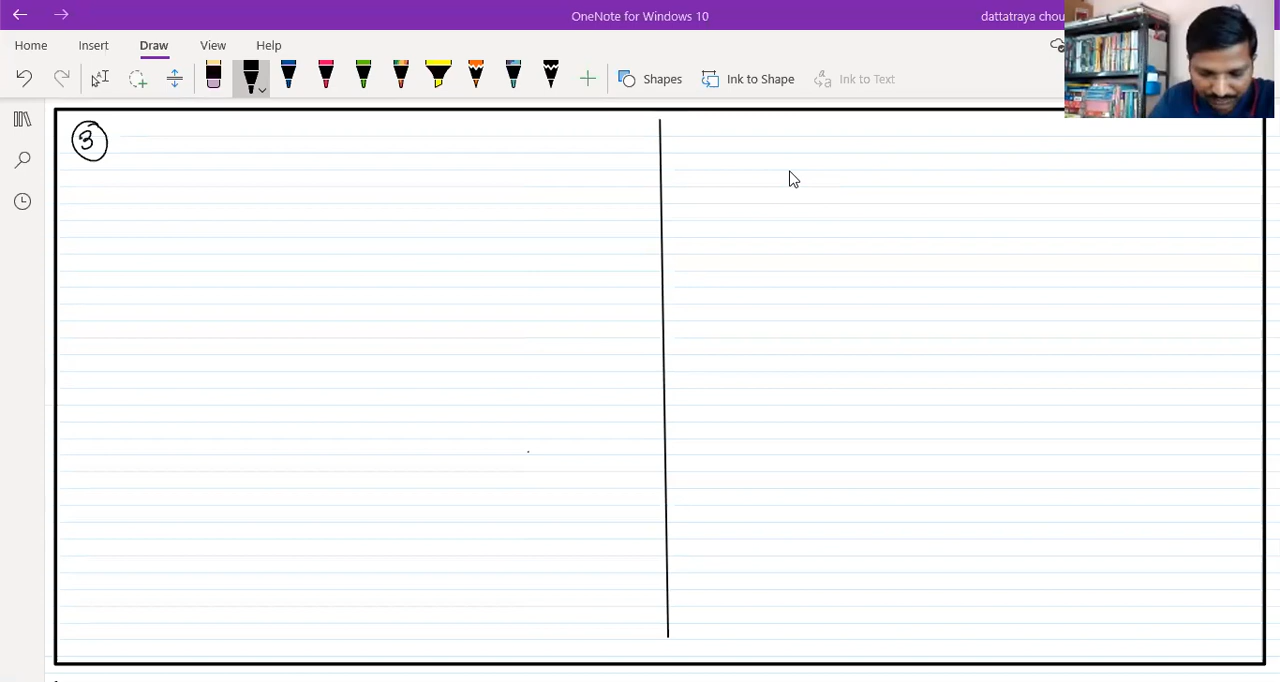 OneNote for Windows 10
dattatraya chou
Home Insert Draw View Help
Shapes Ink to Shape Ink to Text
3